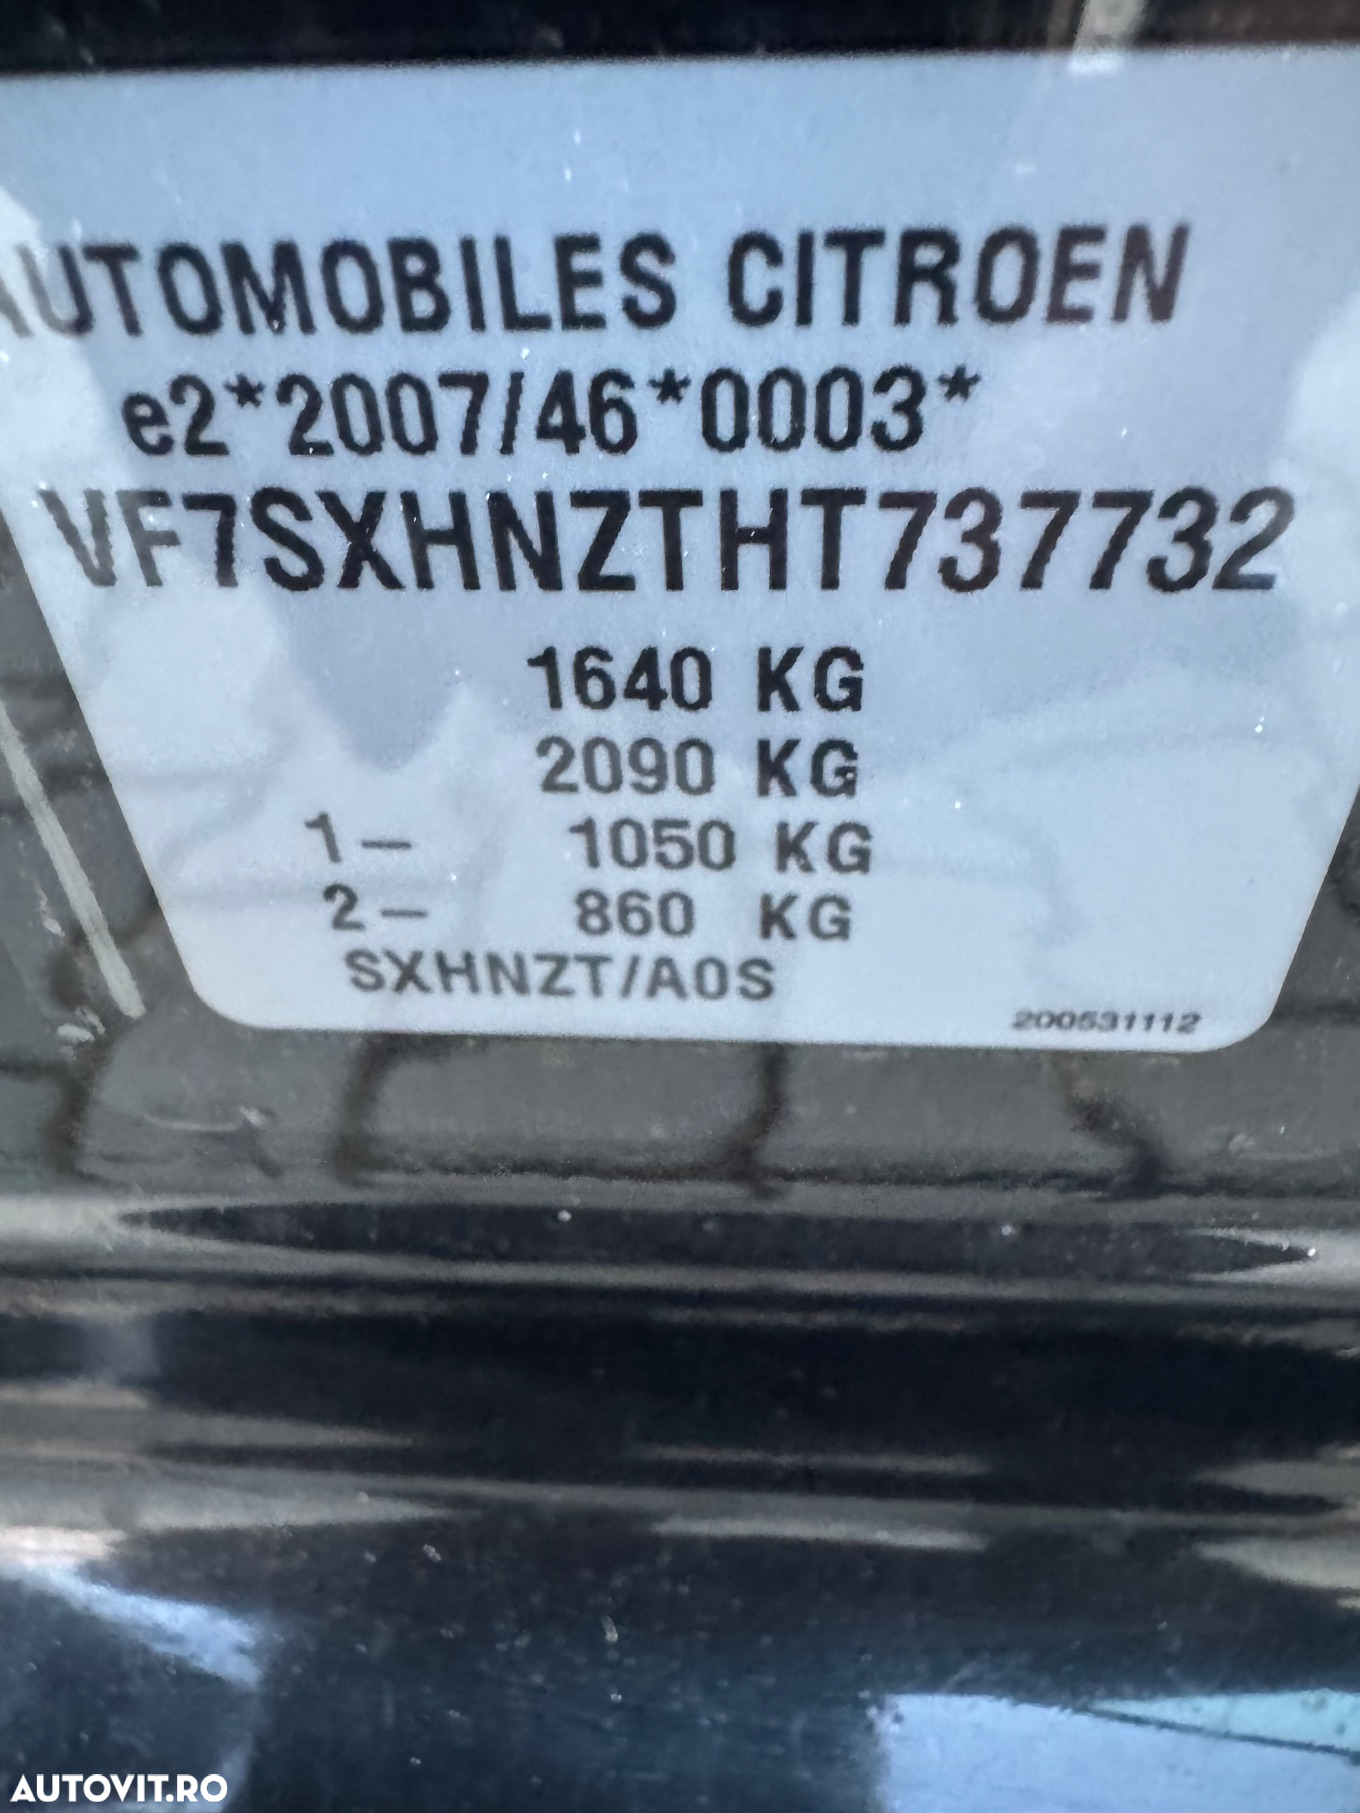 AUTOMOBILES CITROEN
e2*2007/46*0003*
VF7SXHNZTHT737732
1640 KG
2090 KG
1- 1050 KG
2- 860 KG
SXHNZT/A0S
200631112
AUTOVIT.RO